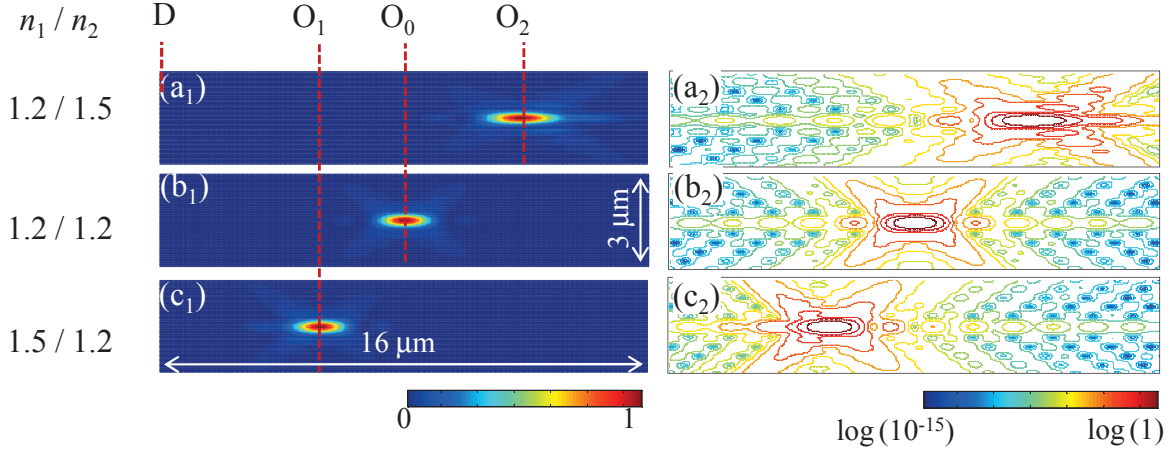 n₁ / n₂ D O₁ O₀ O₂
1.2 / 1.5 (a₁) (a₂)
1.2 / 1.2 (b₁) 3 μm (b₂)
1.5 / 1.2 (c₁) 16 μm (c₂)
0 1 log (10⁻¹⁵) log (1)